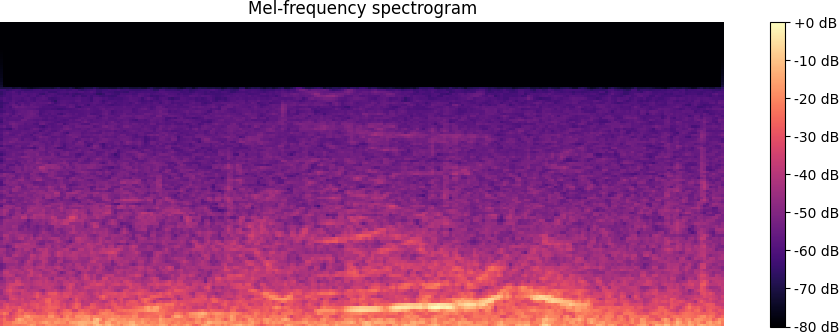 Mel-frequency spectrogram
+0 dB
-10 dB
-20 dB
-30 dB
-40 dB
-50 dB
-60 dB
-70 dB
-80 dB